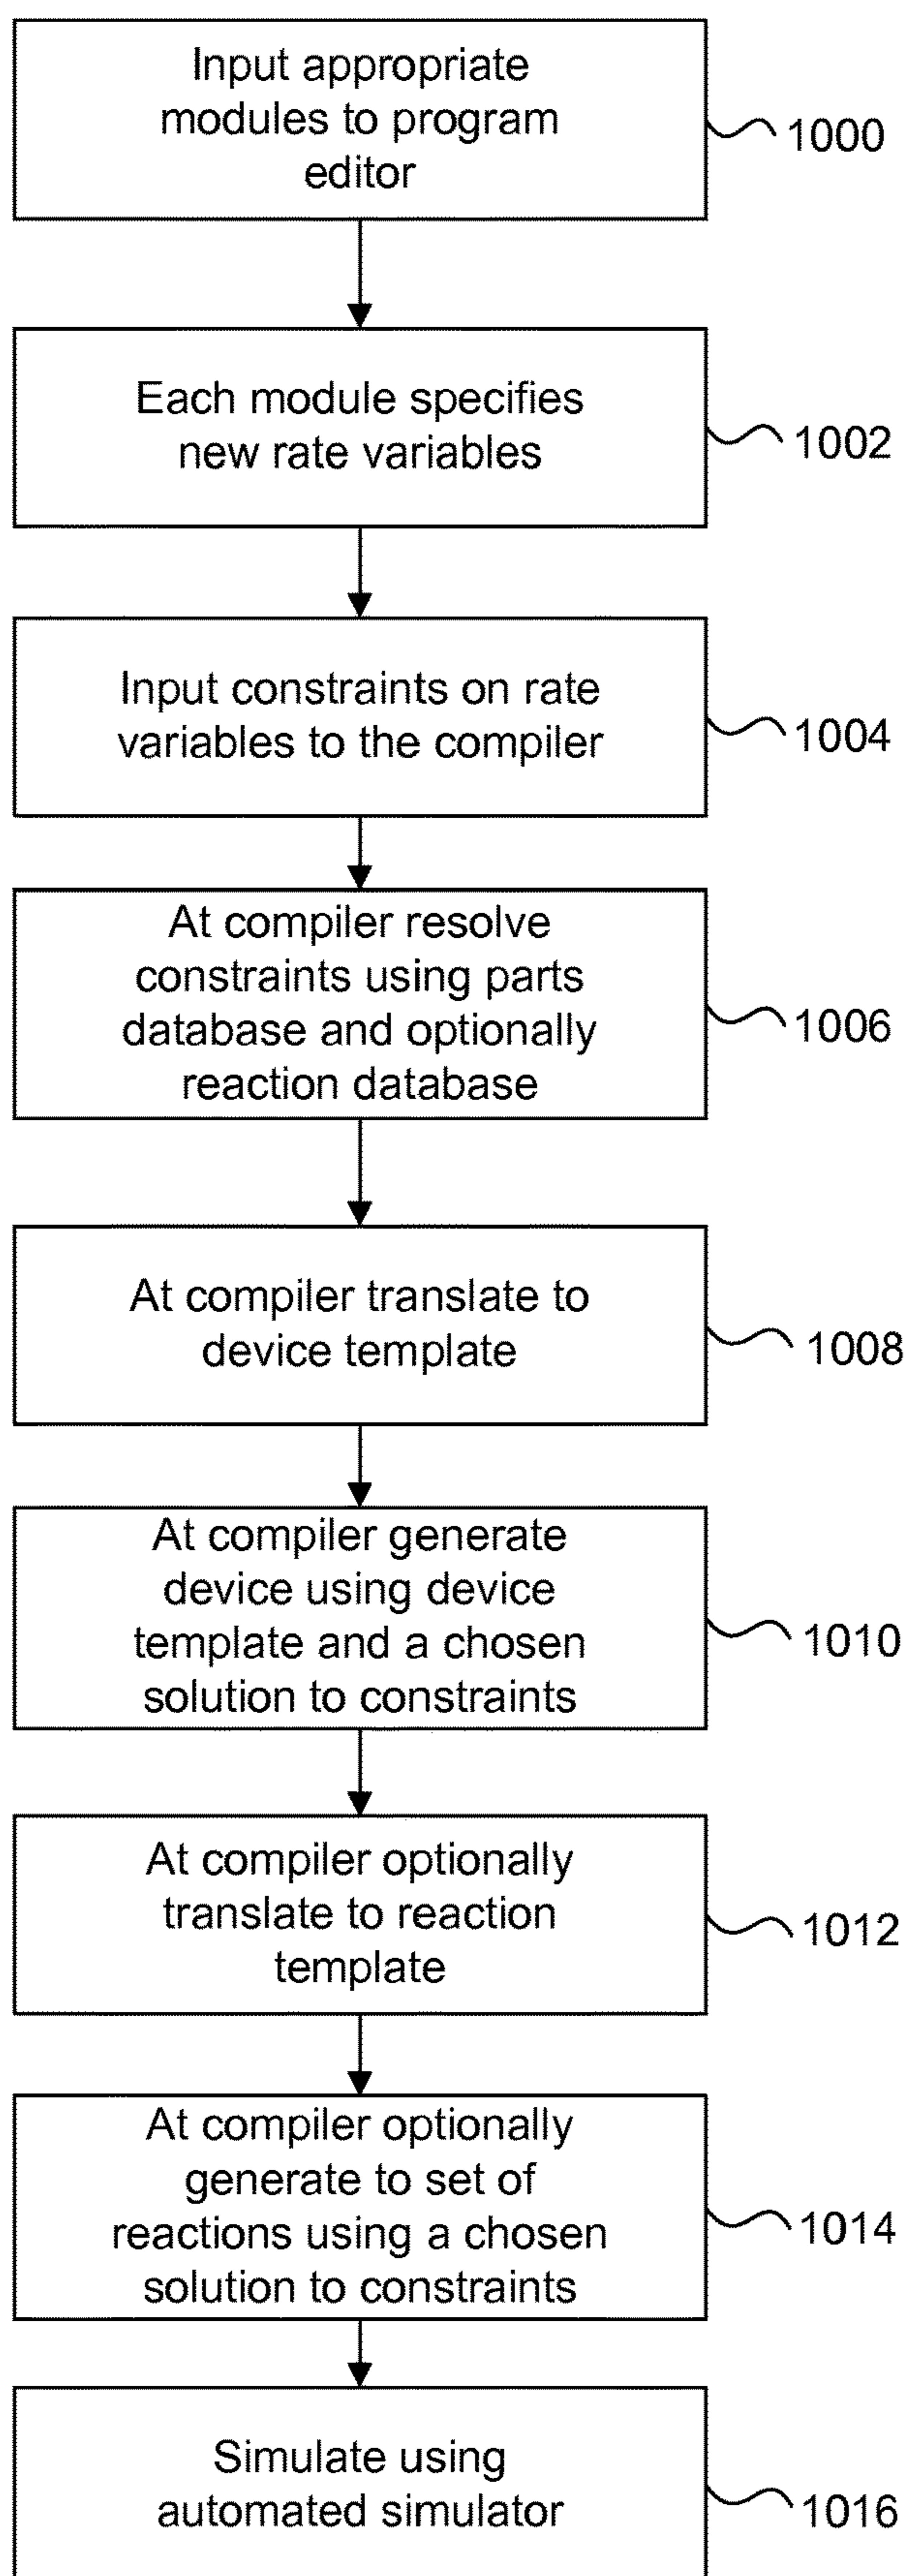 Input appropriate
modules to program
editor
1000
Each module specifies
new rate variables
1002
Input constraints on rate
variables to the compiler
1004
At compiler resolve
constraints using parts
database and optionally
reaction database
1006
At compiler translate to
device template
1008
At compiler generate
device using device
template and a chosen
solution to constraints
1010
At compiler optionally
translate to reaction
template
1012
At compiler optionally
generate to set of
reactions using a chosen
solution to constraints
1014
Simulate using
automated simulator
1016